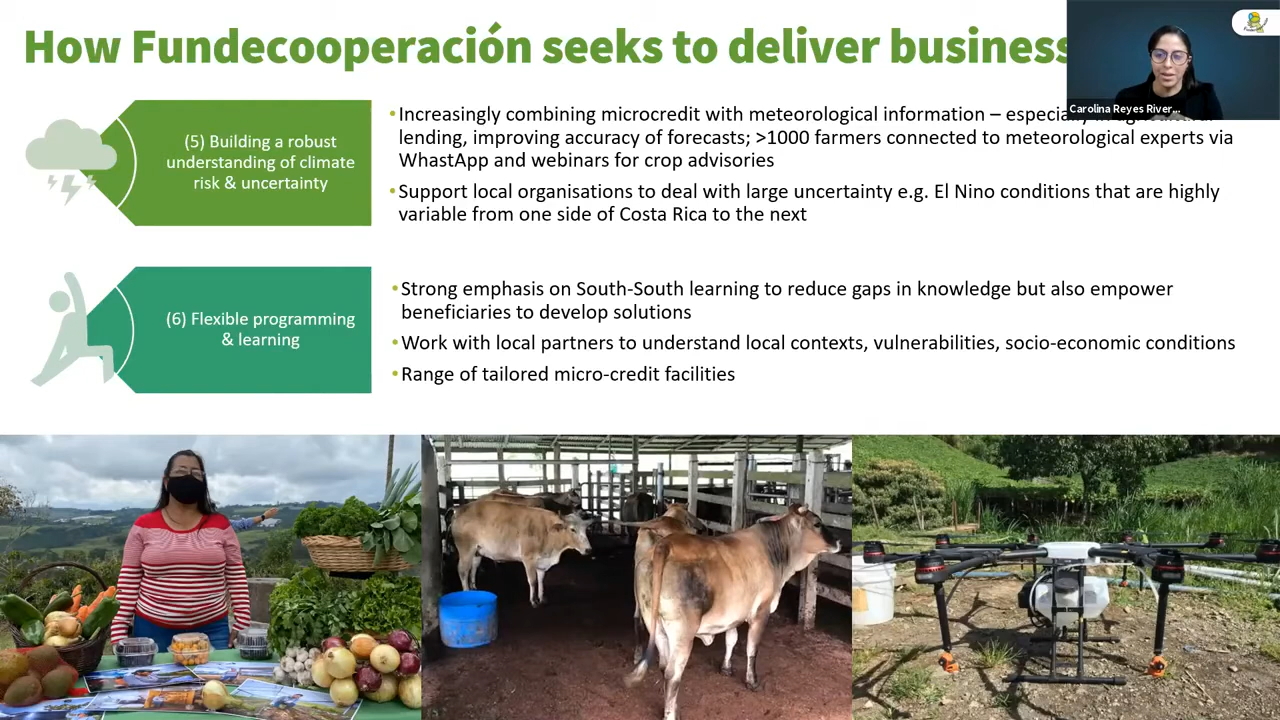 How Fundecooperación seeks to deliver business
Carolina Reyes River...
(5) Building a robust
understanding of climate
risk & uncertainty
•Increasingly combining microcredit with meteorological information – especially
lending, improving accuracy of forecasts; >1000 farmers connected to meteorological experts via
WhastApp and webinars for crop advisories
•Support local organisations to deal with large uncertainty e.g. El Nino conditions that are highly
variable from one side of Costa Rica to the next
(6) Flexible programming
& learning
•Strong emphasis on South-South learning to reduce gaps in knowledge but also empower
beneficiaries to develop solutions
•Work with local partners to understand local contexts, vulnerabilities, socio-economic conditions
•Range of tailored micro-credit facilities